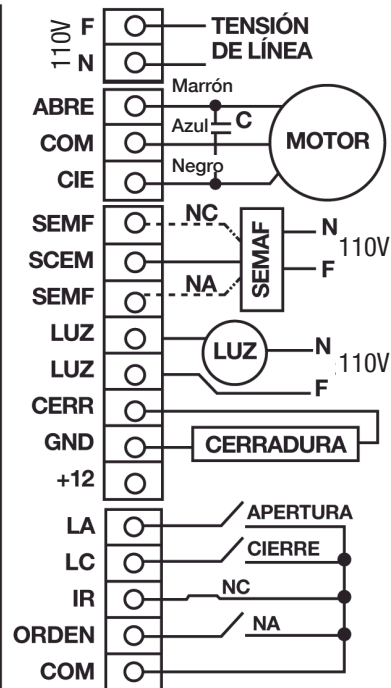 110V F TENSIÓN
N DE LÍNEA
Marrón
ABRE
Azul C
COM MOTOR
Negro
CIE
SEMF NC N
SCEM SEMAF 110V
SEMF NA F
LUZ LUZ N
110V
LUZ F
CERR
GND CERRADURA
+12
LA APERTURA
LC CIERRE
IR NC
ORDEN NA
COM